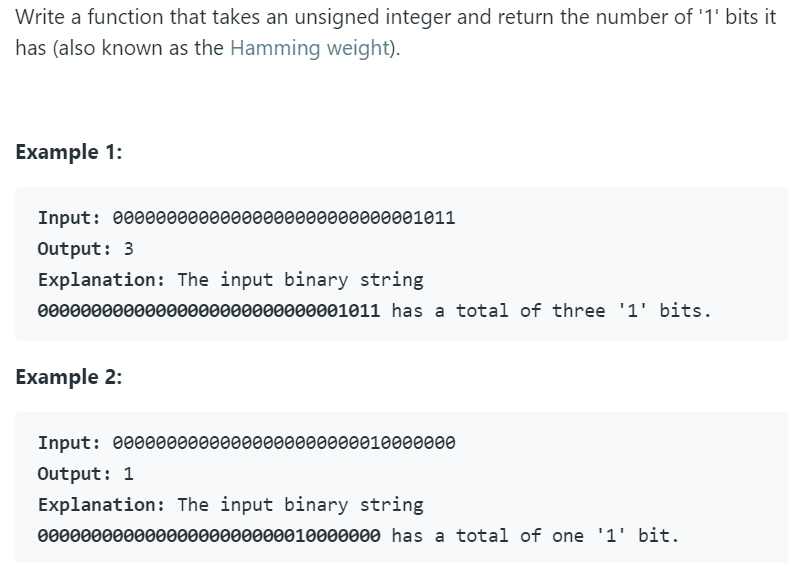 Write a function that takes an unsigned integer and return the number of '1' bits it
has (also known as the Hamming weight).
Example 1:
Input: 00000000000000000000000000001011
Output: 3
Explanation: The input binary string
00000000000000000000000000001011 has a total of three '1' bits.
Example 2:
Input: 00000000000000000000000010000000
Output: 1
Explanation: The input binary string
00000000000000000000000010000000 has a total of one '1' bit.